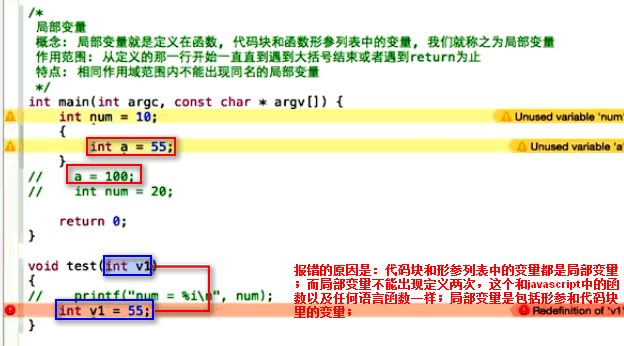 /*
局部变量
概念: 局部变量就是定义在函数, 代码块和函数形参列表中的变量, 我们就称之为局部变量
作用范围: 从定义的那一行开始一直直到遇到大括号结束或者遇到return为止
特点: 相同作用域范围内不能出现同名的局部变量
*/
int main(int argc, const char * argv[]) {
int num = 10;
Unused variable 'num'
{
int a = 55;
Unused variable 'a'
}
// a = 100;
// int num = 20;
return 0;
}
void test(int v1)
{
// printf("num = %i\n", num);
int v1 = 55;
Redefinition of 'v1'
}
报错的原因是：代码块和形参列表中的变量都是局部变量
；而局部变量不能出现定义两次，这个和javascript中的函
数以及任何语言函数一样；局部变量是包括形参和代码块
里的变量；